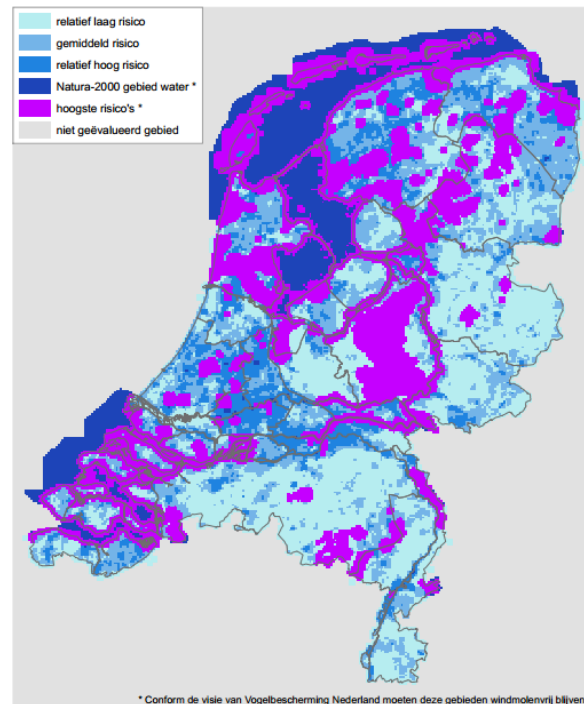 relatief laag risico
gemiddeld risico
relatief hoog risico
Natura-2000 gebied water *
hoogste risico's *
niet geëvalueerd gebied
* Conform de visie van Vogelbescherming Nederland moeten deze gebieden windmolenvrij blijven